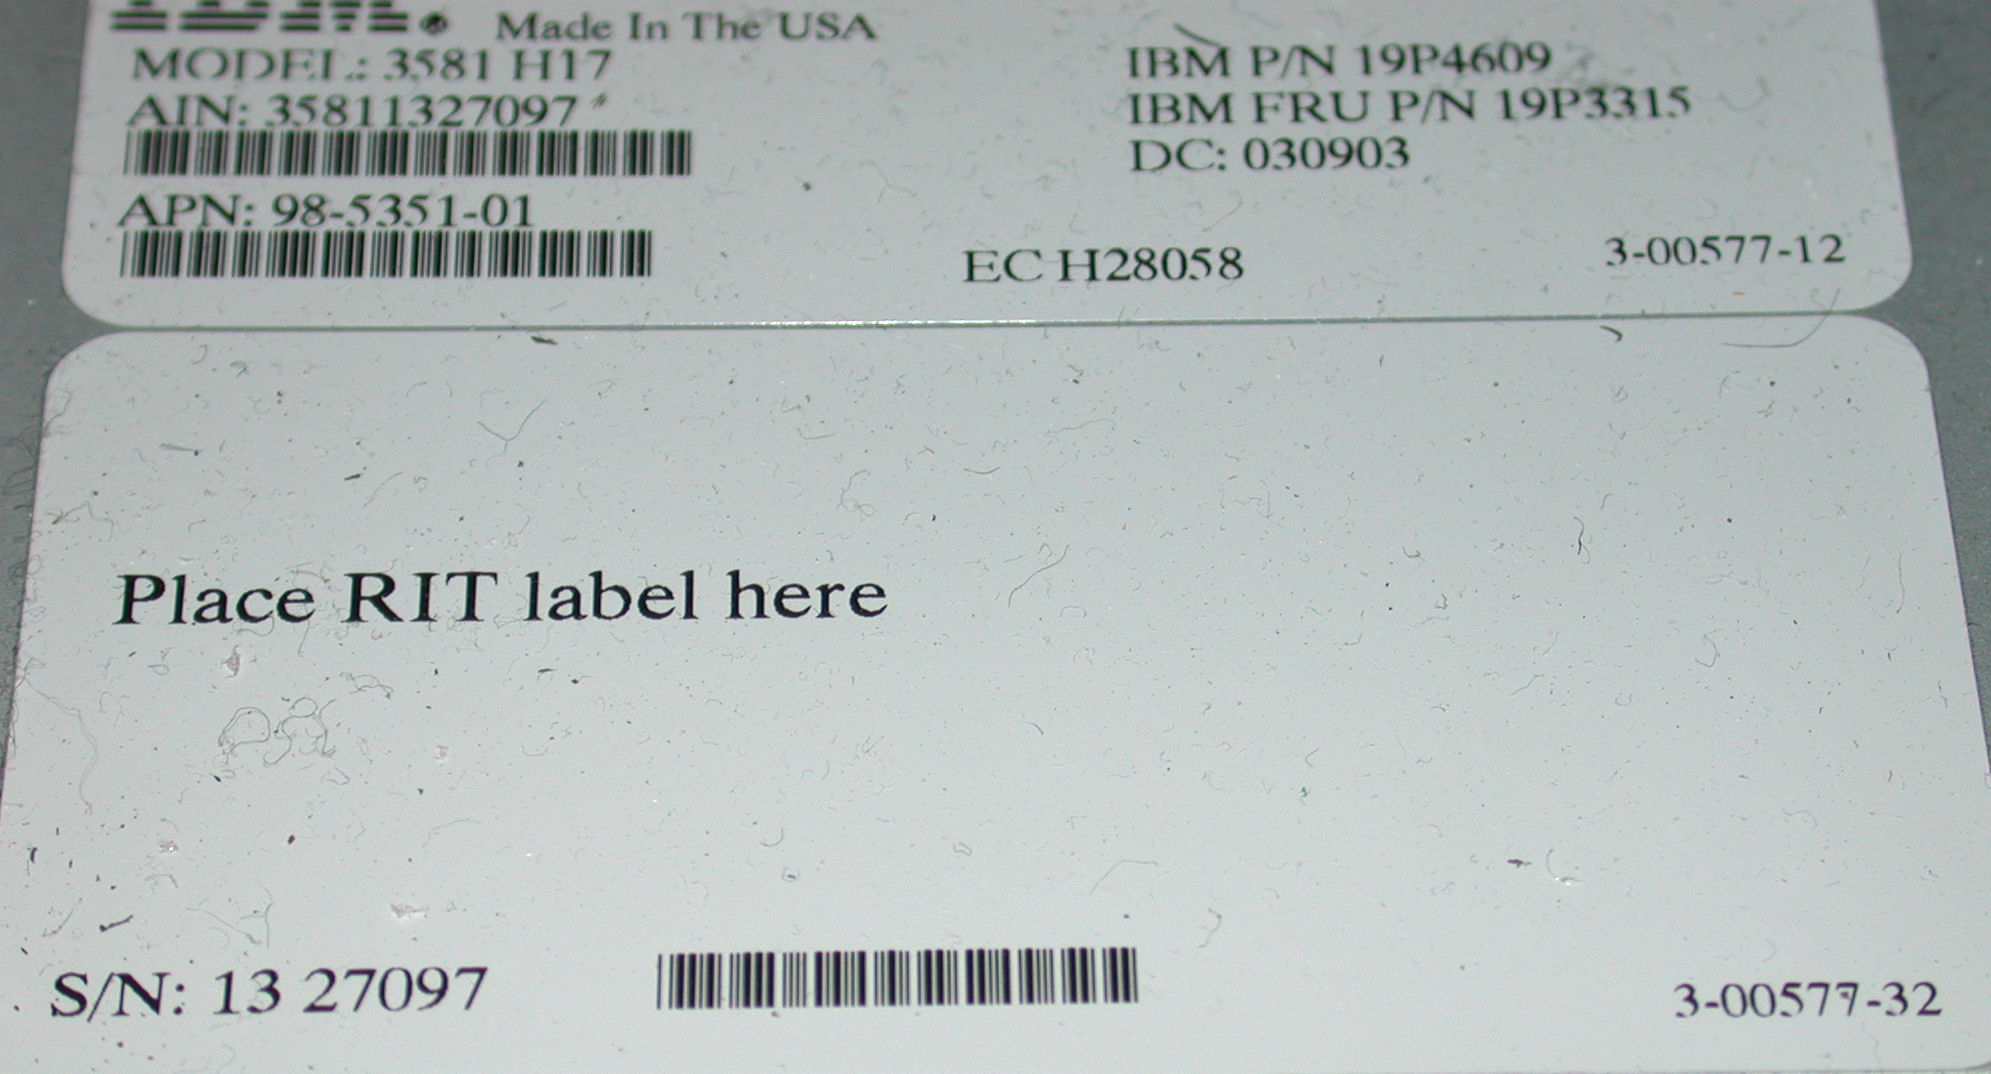 IBM® Made In The USA
MODEL: 3581 H17
AIN: 35811327097
APN: 98-5351-01
IBM P/N 19P4609
IBM FRU P/N 19P3315
DC: 030903
EC H28058
3-00577-12
Place RIT label here
S/N: 13 27097
3-00577-32